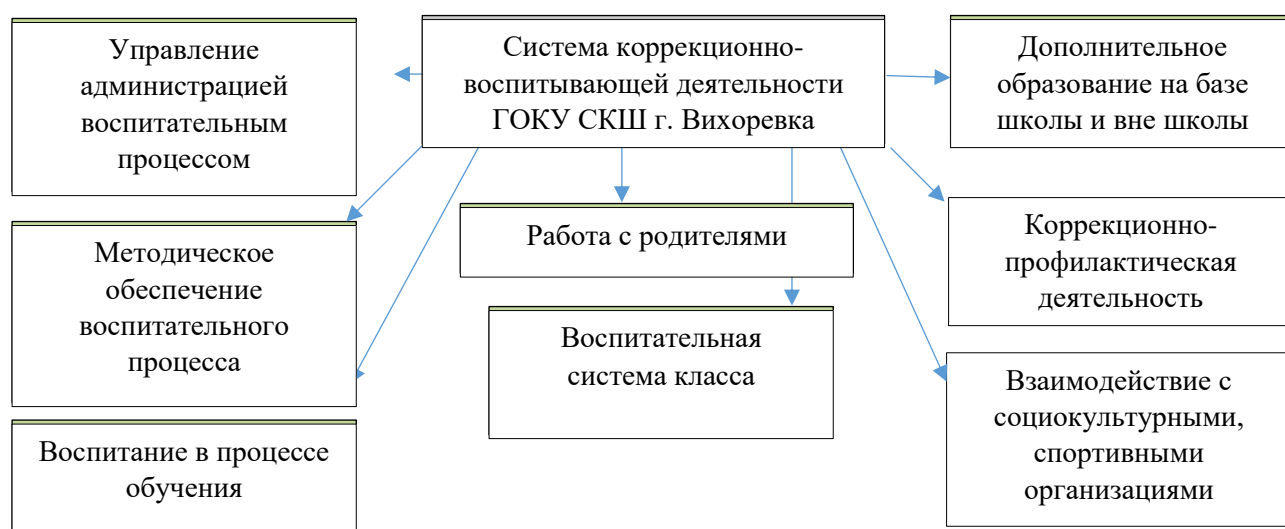 Управление
администрацией
воспитательным
процессом
Система коррекционно-
воспитывающей деятельности
ГОКУ СКШ г. Вихоревка
Дополнительное
образование на базе
школы и вне школы
Методическое
обеспечение
воспитательного
процесса
Работа с родителями
Коррекционно-
профилактическая
деятельность
Воспитательная
система класса
Воспитание в процессе
обучения
Взаимодействие с
социокультурными,
спортивными
организациями